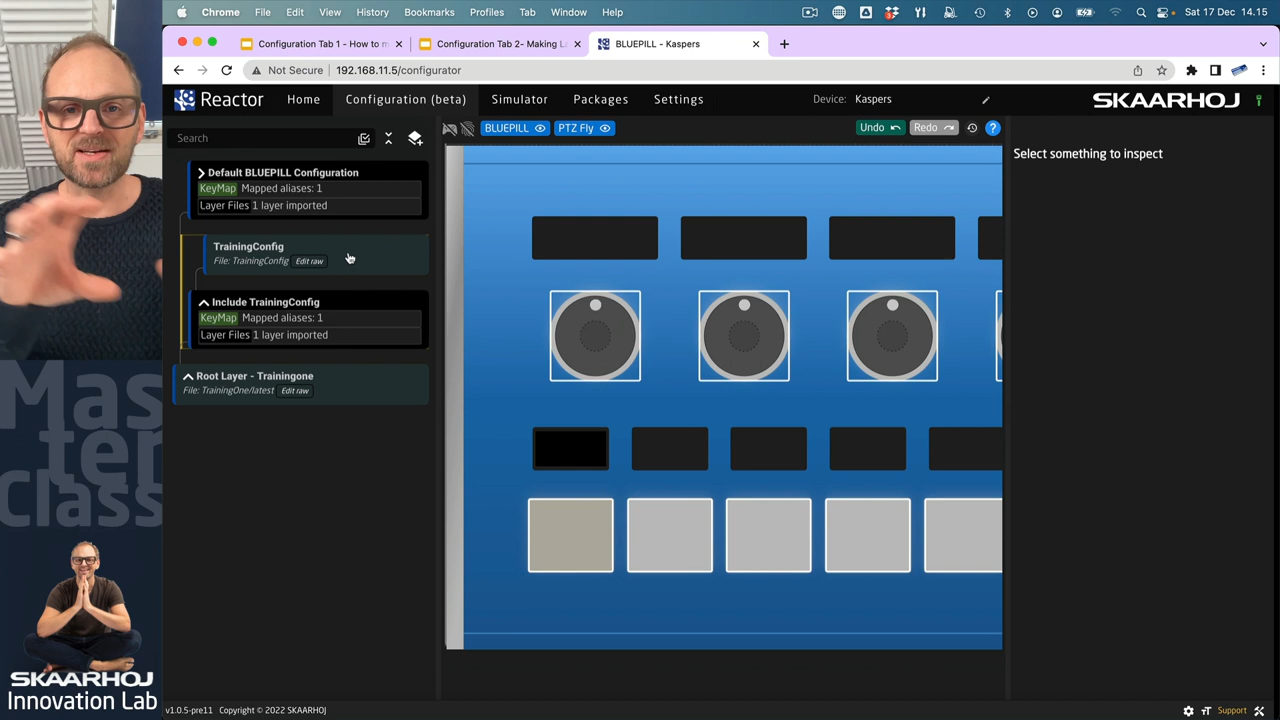 Chrome File Edit View History Bookmarks Profiles Tab Window Help
3
Sat 17 Dec 14.15
Configuration Tab 1 - How to m
Configuration Tab 2- Making La
BLUEPILL - Kaspers
Not Secure 192.168.11.5/configurator
Reactor Home Configuration (beta) Simulator Packages Settings Device: Kaspers SKAARHOJ
Search
BLUEPILL PTZ Fly Undo Redo ?
Select something to inspect
Default BLUEPILL Configuration
KeyMap Mapped aliases: 1
Layer Files 1 layer imported
TrainingConfig
File: TrainingConfig Edit raw
Include TrainingConfig
KeyMap Mapped aliases: 1
Layer Files 1 layer imported
Root Layer - Trainingone
File: TrainingOne/latest Edit raw
Mas
ter
Class
SKAARHOJ
Innovation Lab
v1.0.5-pre11 Copyright © 2022 SKAARHOJ
Support